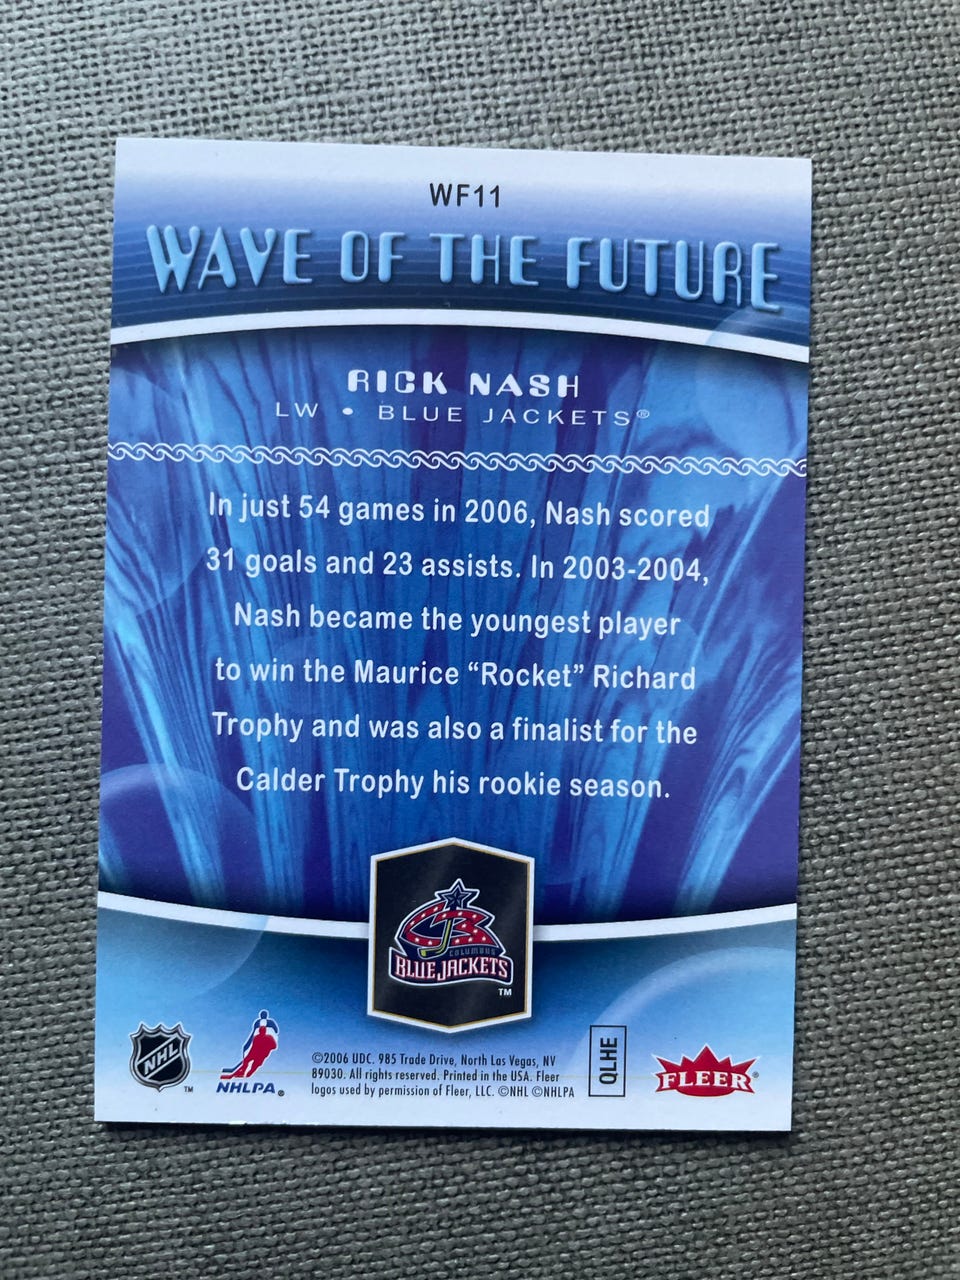 WF11
WAVE OF THE FUTURE
RICK NASH
LW • BLUE JACKETS®
In just 54 games in 2006, Nash scored
31 goals and 23 assists. In 2003-2004,
Nash became the youngest player
to win the Maurice “Rocket” Richard
Trophy and was also a finalist for the
Calder Trophy his rookie season.
COLUMBUS
BLUE JACKETS
TM
NHL
TM
NHLPA®
©2006 UDC. 985 Trade Drive, North Las Vegas, NV
89030. All rights reserved. Printed in the USA. Fleer
logos used by permission of Fleer, LLC. ©NHL ©NHLPA
QLHE
FLEER®